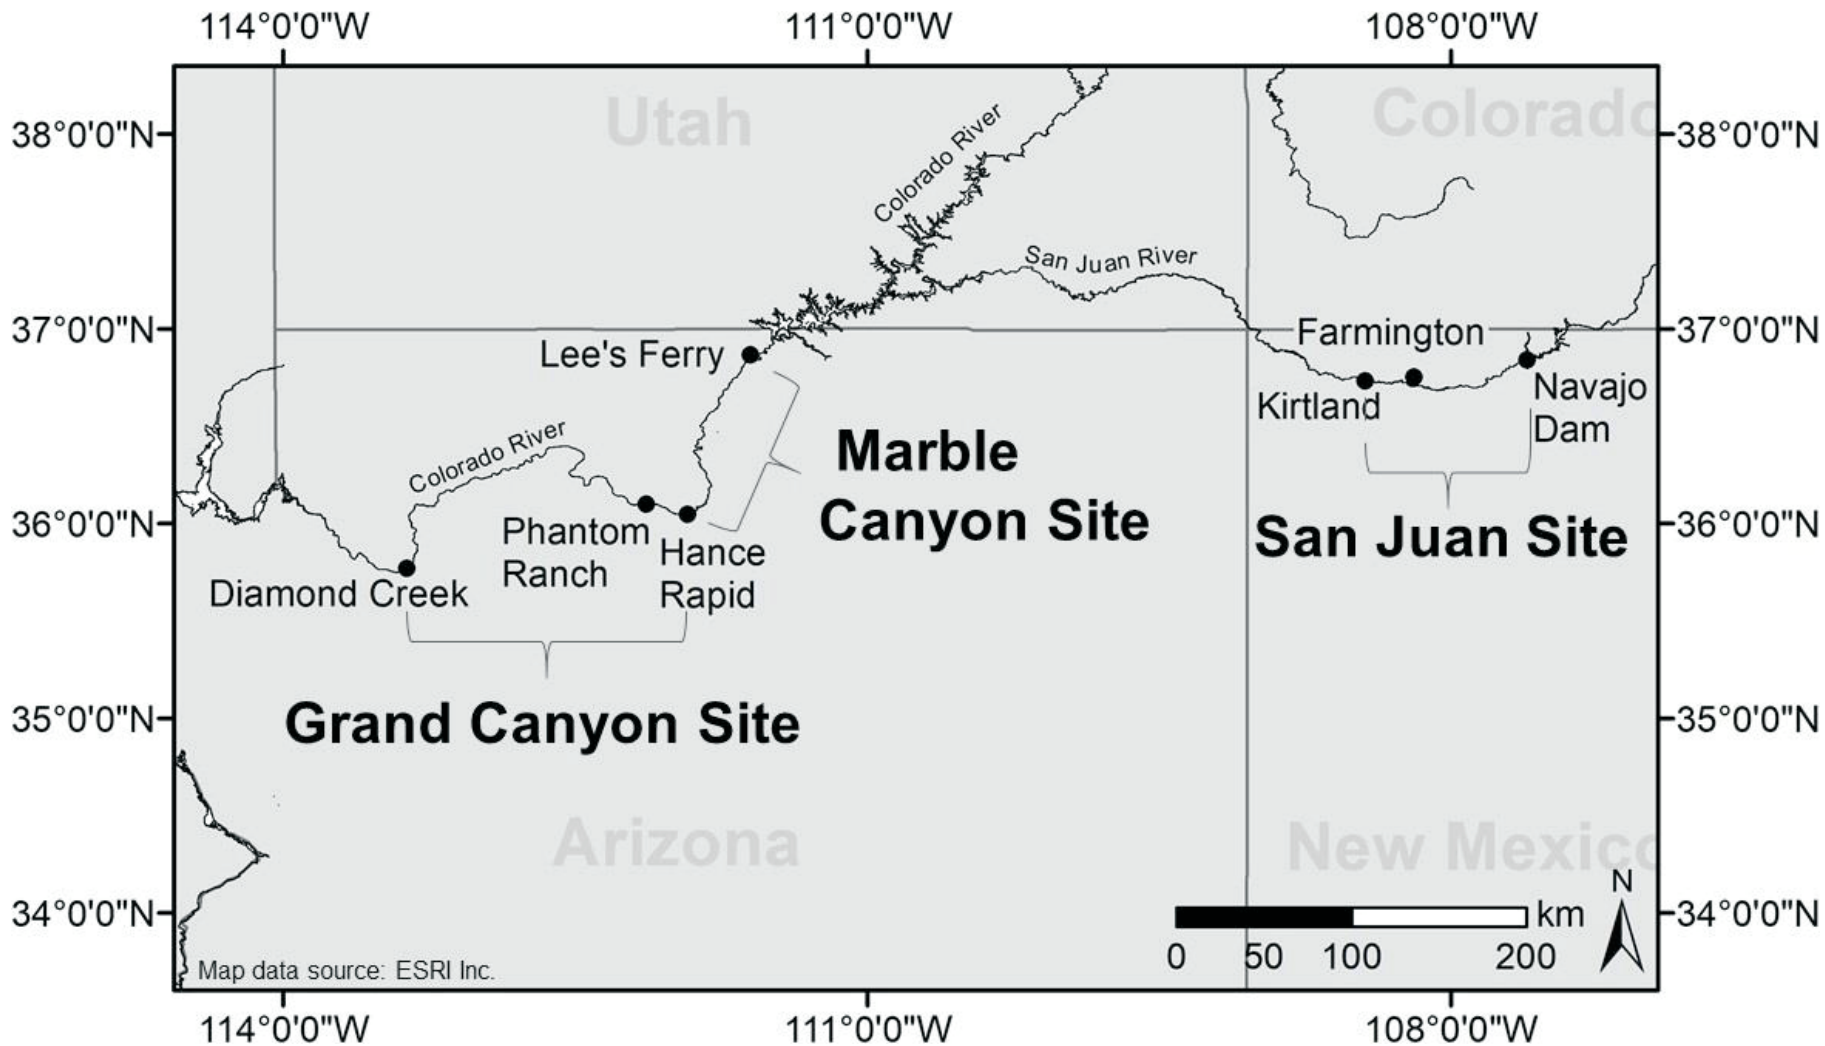 114°0'0"W 111°0'0"W 108°0'0"W
Utah
Colorado
38°0'0"N
38°0'0"N
Colorado River
San Juan River
37°0'0"N
37°0'0"N
Farmington
Lee's Ferry
Navajo
Dam
Kirtland
Colorado River
Marble
Canyon Site
36°0'0"N
36°0'0"N
Phantom
Ranch
Hance
Rapid
San Juan Site
Diamond Creek
35°0'0"N
35°0'0"N
Grand Canyon Site
Arizona
New Mexico
N
34°0'0"N
34°0'0"N
km
0 50 100 200
Map data source: ESRI Inc.
114°0'0"W 111°0'0"W 108°0'0"W